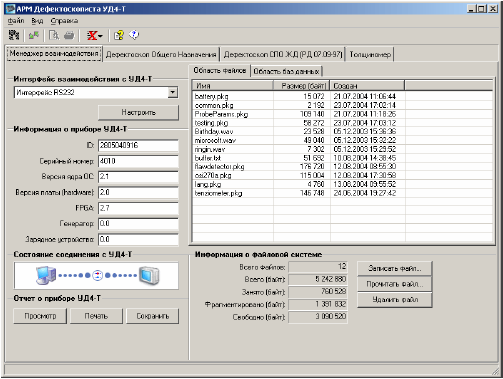 АРМ Дефектоскописта УД4-Т
Файл Вид Справка
Менеджер взаимодействия Дефектоскоп Общего Назначения Дефектоскоп СПО ЖД (РД 07.09-97) Толщиномер
Интерфейс взаимодействия с УД4-Т
Интерфейс RS232
Настроить
Информация о приборе УД4-Т
ID: 2805040916
Серийный номер: 4010
Версия ядра ОС: 2.1
Версия платы (hardware): 2.0
FPGA: 2.7
Генератор: 0.0
Зарядное устройство: 0.0
Состояние соединения с УД4-Т
Отчет о приборе УД4-Т
Просмотр Печать Сохранить
Область файлов Область баз данных
Имя Размер (байт) Создан
battery.pkg 15 072 21.07.2004 11:06:44
common.pkg 2 192 23.07.2004 17:02:14
ProbeParams.pkg 109 140 21.07.2004 11:18:26
testing.pkg 58 272 23.07.2004 17:03:12
Birthday.wav 23 528 05.12.2003 15:36:36
microsoft.wav 49 040 05.12.2003 15:32:22
ringin.wav 7 302 05.12.2003 15:29:52
buffer.txt 51 692 10.08.2004 14:38:45
flawdetector.pkg 176 720 12.08.2004 08:55:30
osi270a.pkg 115 004 12.08.2004 17:30:58
lang.pkg 4 760 13.08.2004 09:55:52
tenziometer.pkg 146 748 24.06.2004 19:27:42
Информация о файловой системе
Всего файлов: 12
Всего (байт): 5 242 880
Занято (байт): 760 528
Фрагментировано (байт): 1 391 832
Свободно (байт): 3 090 520
Записать файл...
Прочитать файл...
Удалить файл